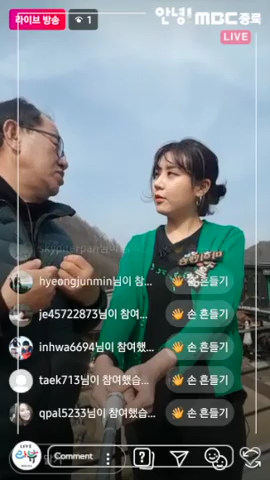 라이브 방송
1
안녕! MBC충북
LIVE
hyeongjunmin님이 참...
손 흔들기
je45722873님이 참여...
손 흔들기
inhwa6694님이 참여했...
손 흔들기
taek713님이 참여했습...
손 흔들기
qpal5233님이 참여했습...
손 흔들기
LIVE
Comment